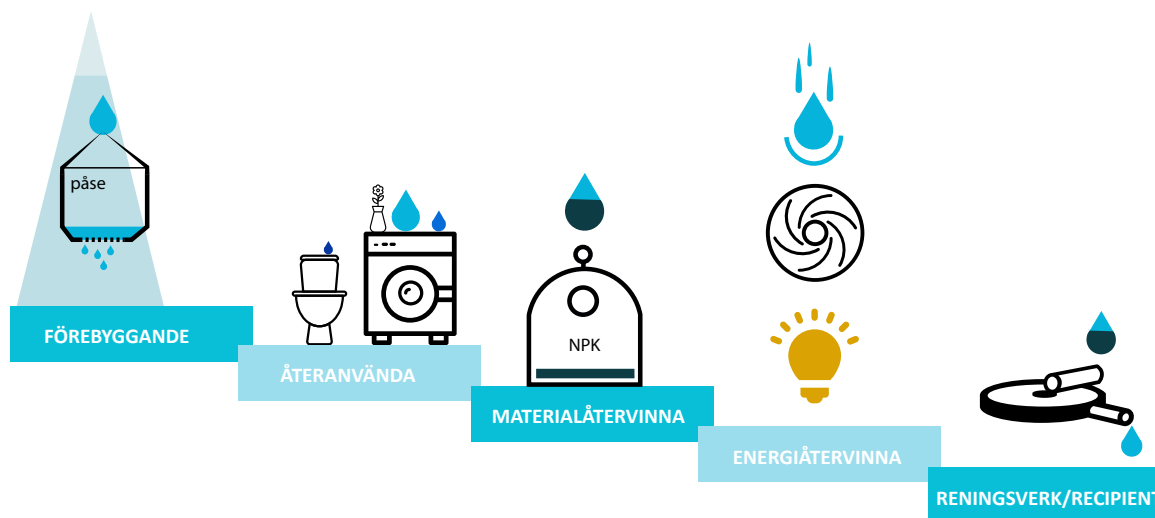 påse
FÖREBYGGANDE
ÅTERANVÄNDA
NPK
MATERIALÅTERVINNA
ENERGIÅTERVINNA
RENINGSVERK/RECIPIENT